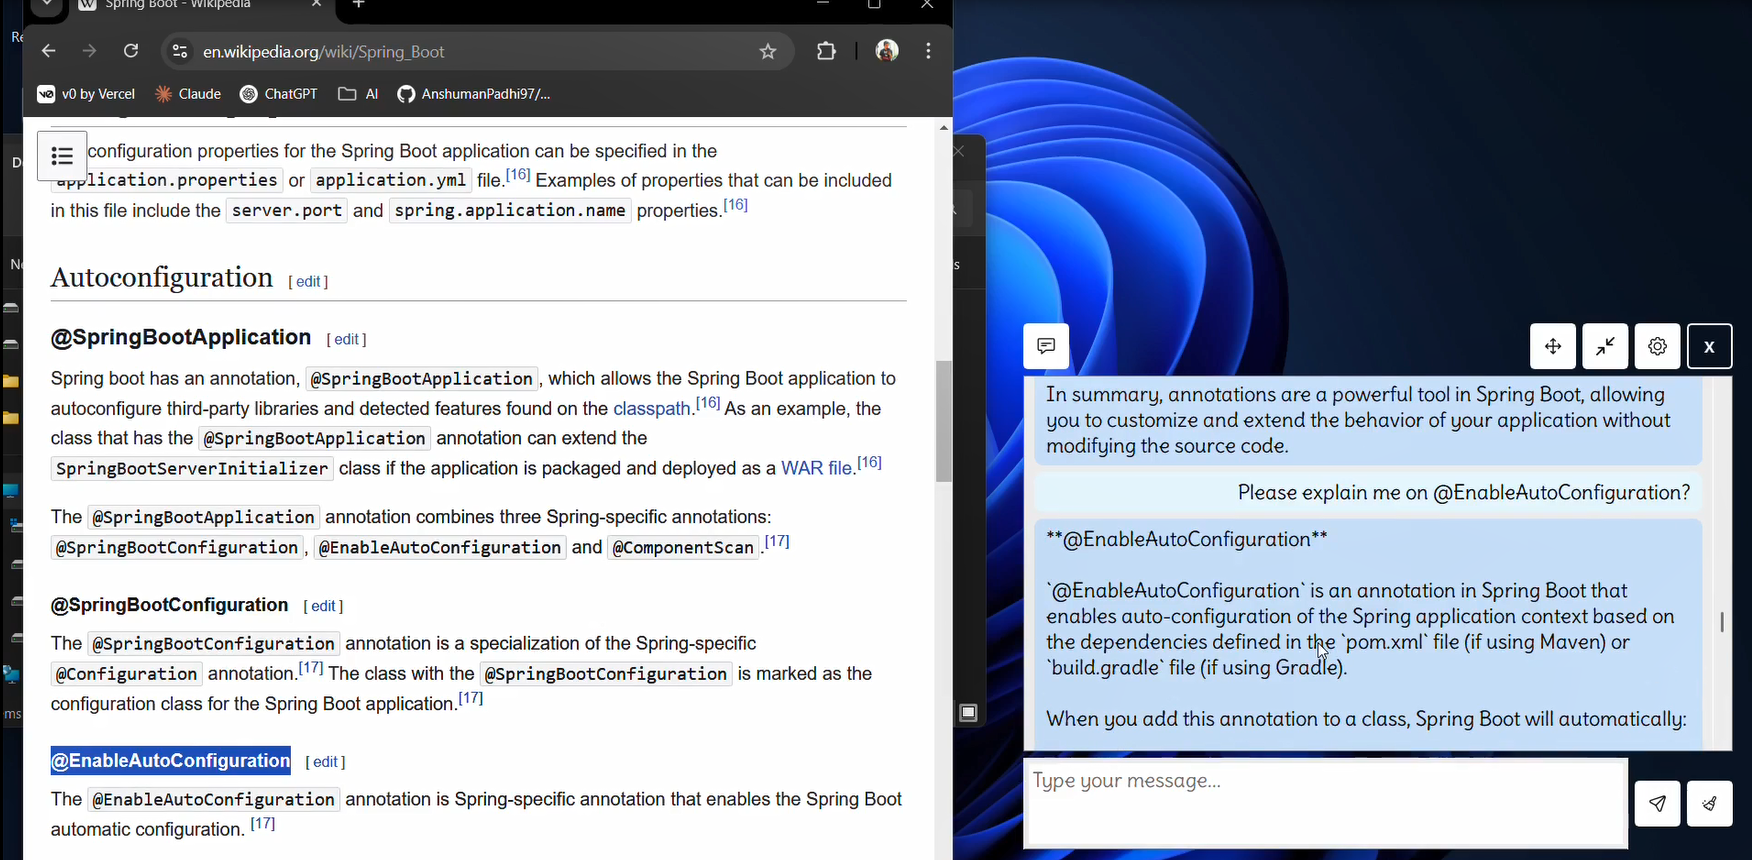 Spring Boot - Wikipedia
en.wikipedia.org/wiki/Spring_Boot
v0 by Vercel Claude ChatGPT AI AnshumanPadhi97/...
configuration properties for the Spring Boot application can be specified in the
application.properties or application.yml file.[16] Examples of properties that can be included
in this file include the server.port and spring.application.name properties.[16]
Autoconfiguration [ edit ]
@SpringBootApplication [ edit ]
Spring boot has an annotation, @SpringBootApplication, which allows the Spring Boot application to
autoconfigure third-party libraries and detected features found on the classpath.[16] As an example, the
class that has the @SpringBootApplication annotation can extend the
SpringBootServerInitializer class if the application is packaged and deployed as a WAR file.[16]
The @SpringBootApplication annotation combines three Spring-specific annotations:
@SpringBootConfiguration, @EnableAutoConfiguration and @ComponentScan.[17]
@SpringBootConfiguration [ edit ]
The @SpringBootConfiguration annotation is a specialization of the Spring-specific
@Configuration annotation.[17] The class with the @SpringBootConfiguration is marked as the
configuration class for the Spring Boot application.[17]
@EnableAutoConfiguration [ edit ]
The @EnableAutoConfiguration annotation is Spring-specific annotation that enables the Spring Boot
automatic configuration. [17]
X
In summary, annotations are a powerful tool in Spring Boot, allowing
you to customize and extend the behavior of your application without
modifying the source code.
Please explain me on @EnableAutoConfiguration?
**@EnableAutoConfiguration**
`@EnableAutoConfiguration` is an annotation in Spring Boot that
enables auto-configuration of the Spring application context based on
the dependencies defined in the `pom.xml` file (if using Maven) or
`build.gradle` file (if using Gradle).
When you add this annotation to a class, Spring Boot will automatically:
Type your message...